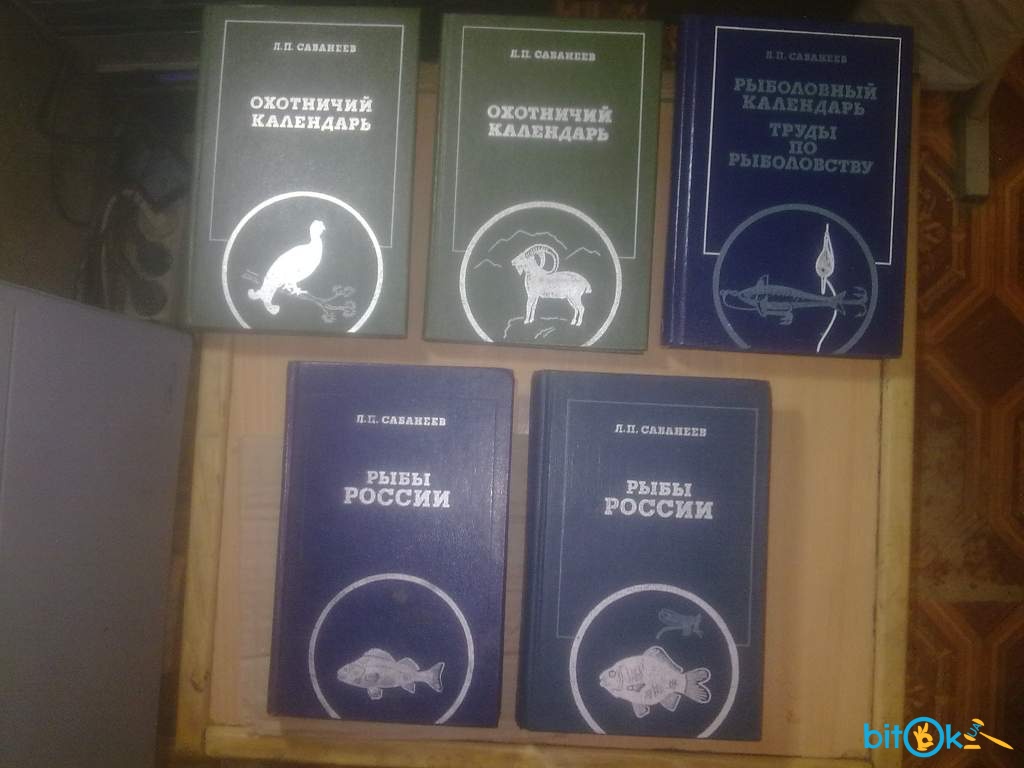 Л.П. САБАНЕЕВ
ОХОТНИЧИЙ
КАЛЕНДАРЬ
Л.П. САБАНЕЕВ
ОХОТНИЧИЙ
КАЛЕНДАРЬ
Л.П. САБАНЕЕВ
РЫБОЛОВНЫЙ
КАЛЕНДАРЬ
ТРУДЫ
ПО
РЫБОЛОВСТВУ
Л.П. САБАНЕЕВ
РЫБЫ
РОССИИ
Л.П. САБАНЕЕВ
РЫБЫ
РОССИИ
bitOk
UA